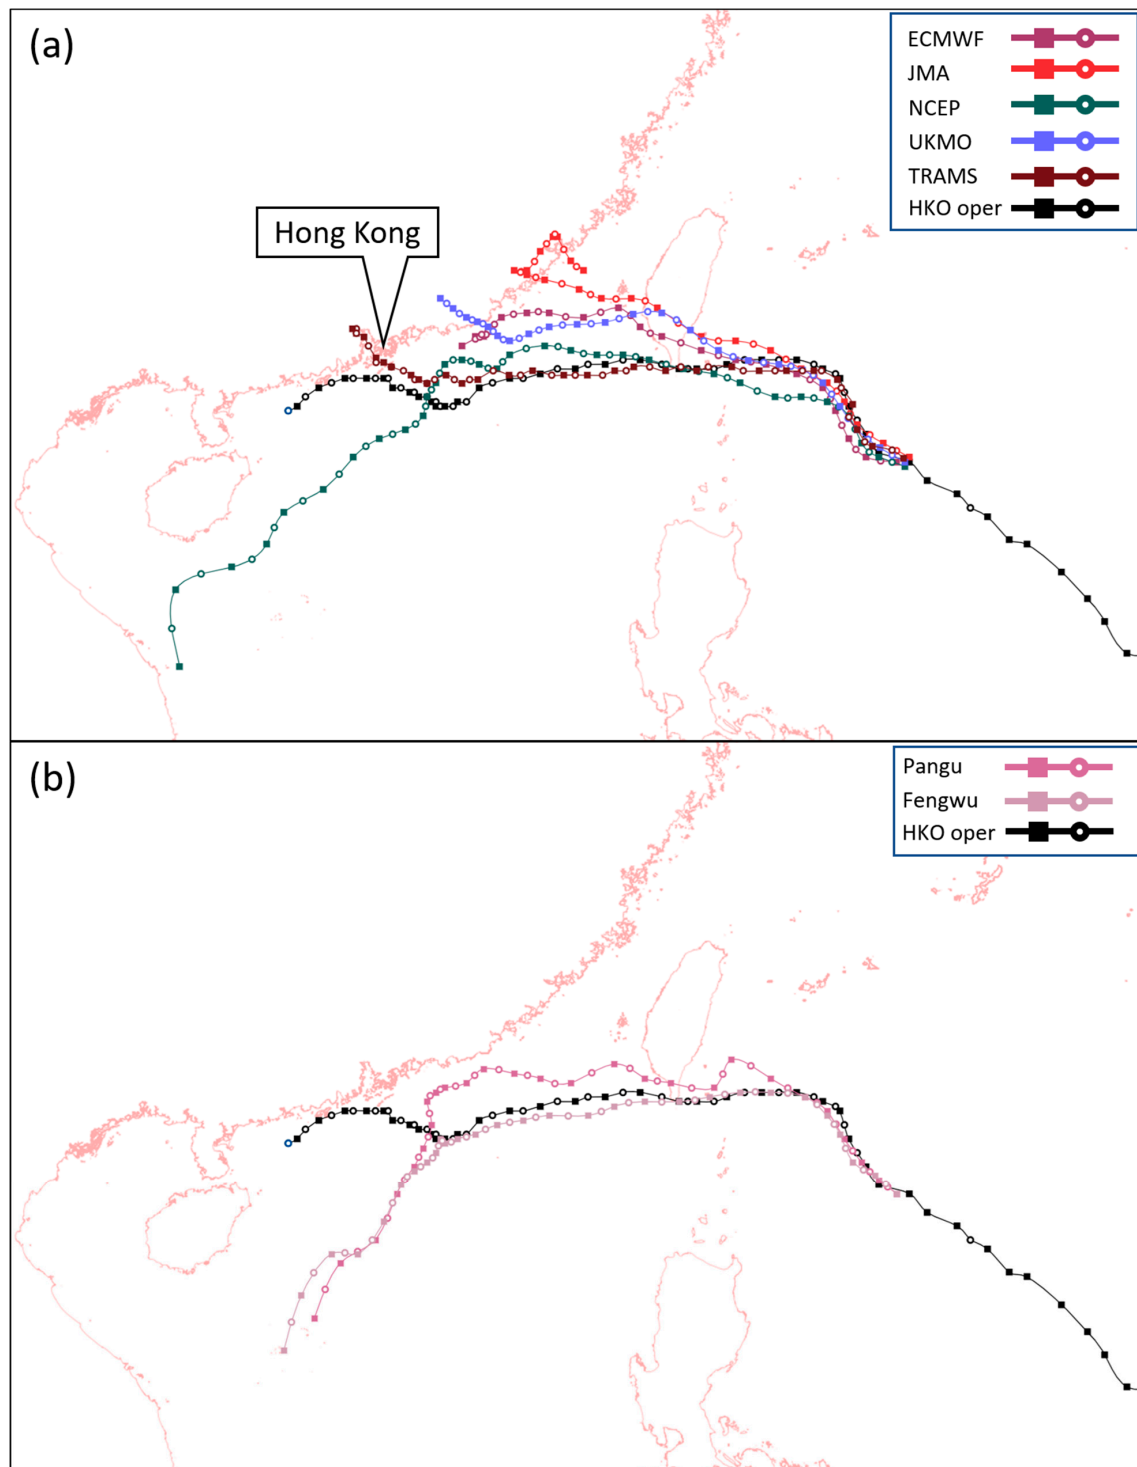 (a)
ECMWF
JMA
NCEP
UKMO
TRAMS
HKO oper
Hong Kong
(b)
Pangu
Fengwu
HKO oper